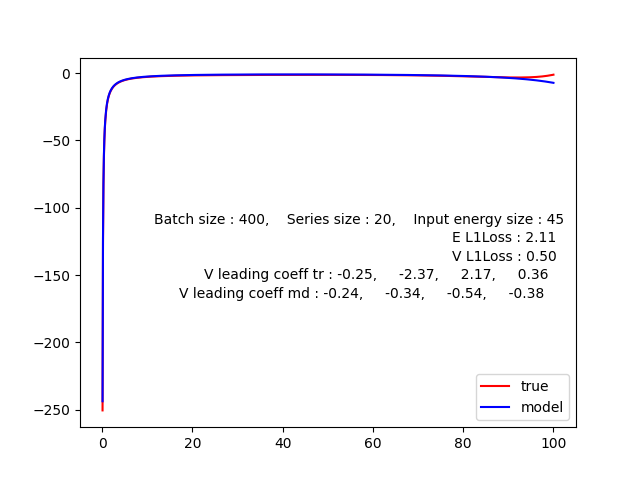 0
−50
−100
−150
−200
−250
Batch size : 400, Series size : 20, Input energy size : 45
E L1Loss : 2.11
V L1Loss : 0.50
V leading coeff tr : -0.25, -2.37, 2.17, 0.36
V leading coeff md : -0.24, -0.34, -0.54, -0.38
true
model
0 20 40 60 80 100